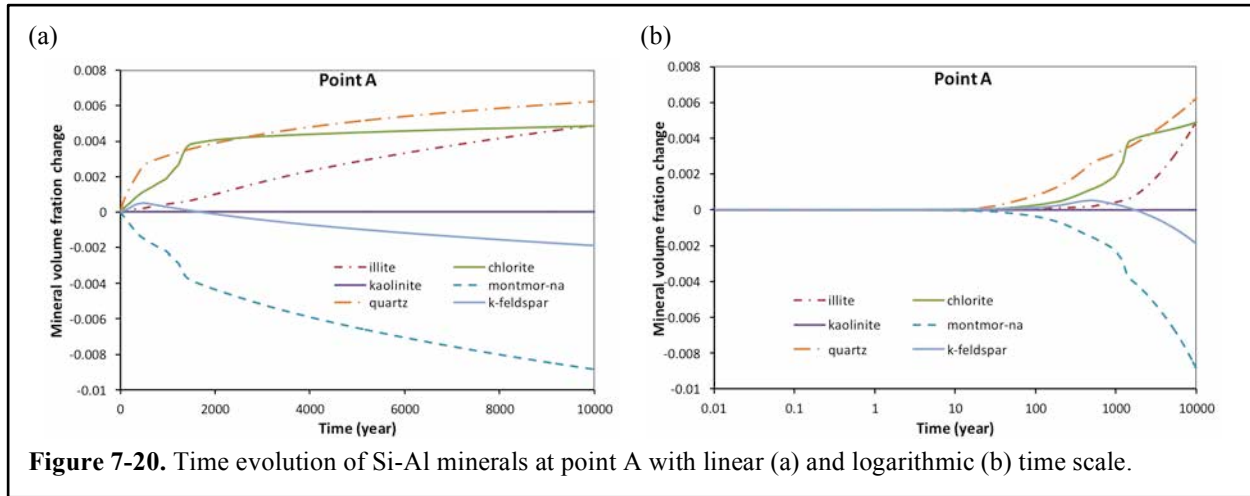 (a)
Point A
Mineral volume fration change
0.008
0.006
0.004
0.002
0
-0.002
-0.004
-0.006
-0.008
-0.01
illite
chlorite
kaolinite
montmor-na
quartz
k-feldspar
0 2000 4000 6000 8000 10000
Time (year)
(b)
Point A
Mineral volume fration change
0.008
0.006
0.004
0.002
0
-0.002
-0.004
-0.006
-0.008
-0.01
illite
chlorite
kaolinite
montmor-na
quartz
k-feldspar
0.01 0.1 1 10 100 1000 10000
Time (year)
Figure 7-20. Time evolution of Si-Al minerals at point A with linear (a) and logarithmic (b) time scale.